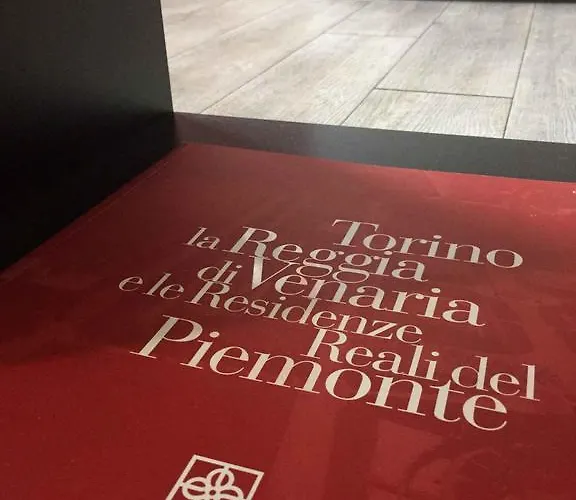 Torino
la Reggia
di Venaria
e le Residenze
Reali del
Piemonte